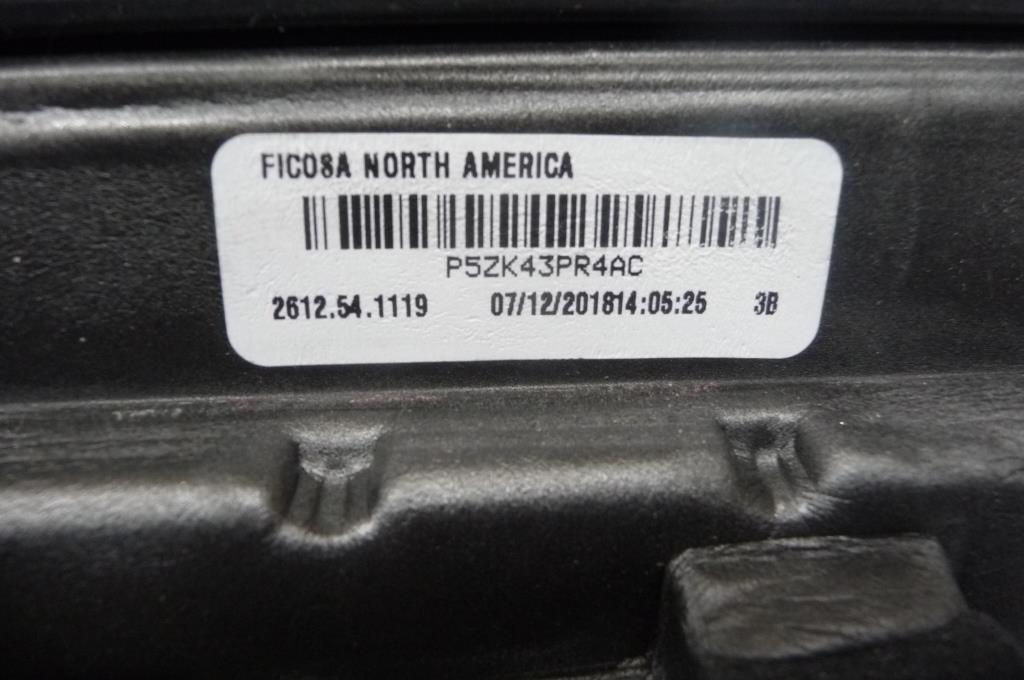 FICOSA NORTH AMERICA
P5ZK43PR4AC
2612.54.1119 07/12/201814:05:25 3B